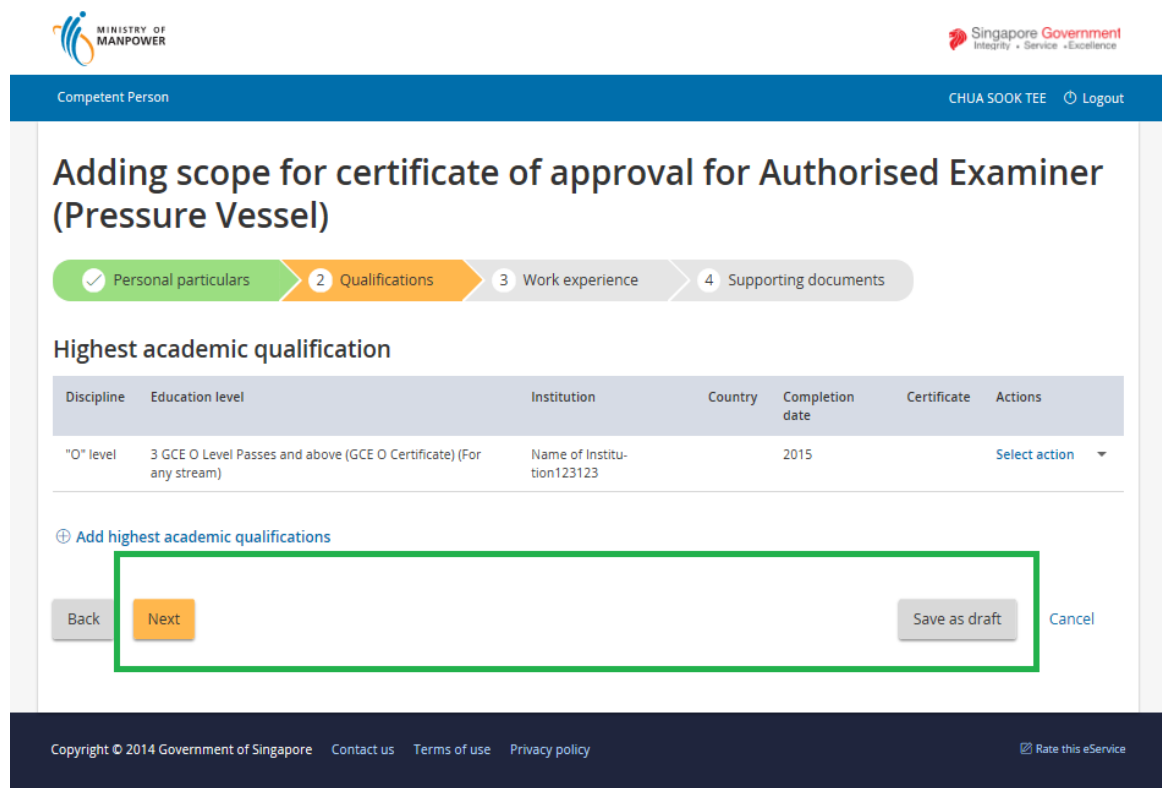 MINISTRY OF
MANPOWER
Singapore Government
Integrity • Service • Excellence
Competent Person
CHUA SOOK TEE Logout
Adding scope for certificate of approval for Authorised Examiner
(Pressure Vessel)
Personal particulars 2 Qualifications 3 Work experience 4 Supporting documents
Highest academic qualification
Discipline Education level Institution Country Completion date Certificate Actions
"O" level 3 GCE O Level Passes and above (GCE O Certificate) (For Name of Institu- 2015 Select action
any stream) tion123123
Add highest academic qualifications
Back Next Save as draft Cancel
Copyright © 2014 Government of Singapore Contact us Terms of use Privacy policy Rate this eService